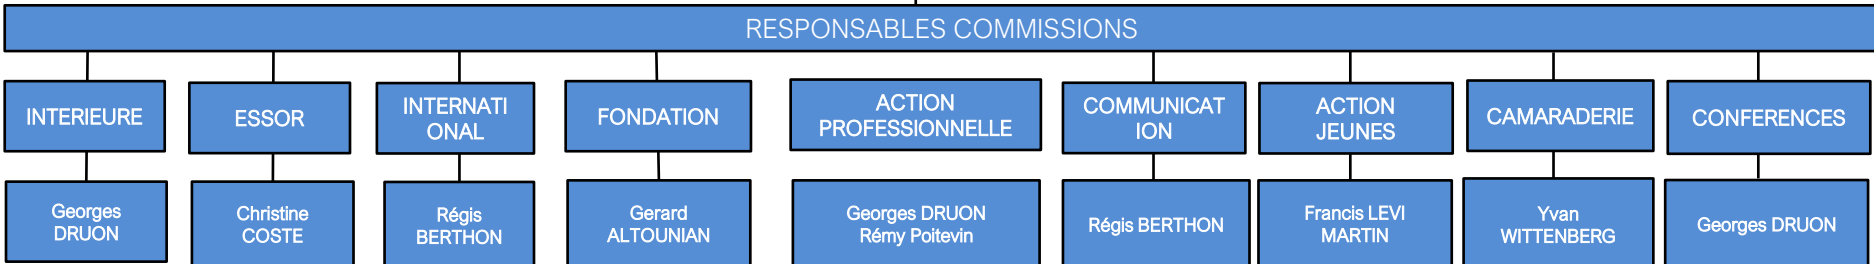 RESPONSABLES COMMISSIONS
INTERIEURE
ESSOR
INTERNATI
ONAL
FONDATION
ACTION
PROFESSIONNELLE
COMMUNICAT
ION
ACTION
JEUNES
CAMARADERIE
CONFERENCES
Georges
DRUON
Christine
COSTE
Régis
BERTHON
Gerard
ALTOUNIAN
Georges DRUON
Rémy Poitevin
Régis BERTHON
Francis LEVI
MARTIN
Yvan
WITTENBERG
Georges DRUON